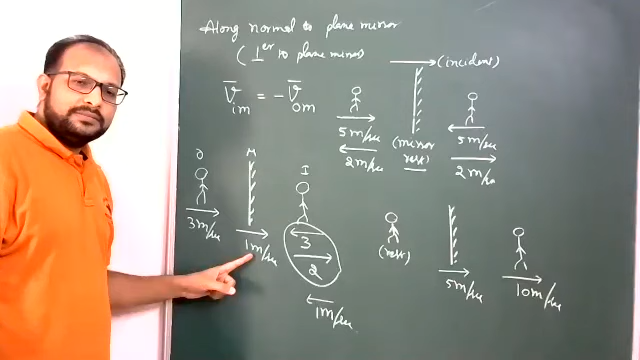 Along normal to plane mirror
( ⊥er to plane mirror)
V̅im = - V̅om
(incident)
5m/sec
2m/sec
(mirror
rest)
5m/sec
2m/sec
O
M
I
3m/sec
1m/sec
3
2
1m/sec
(rest)
5m/sec
10m/sec